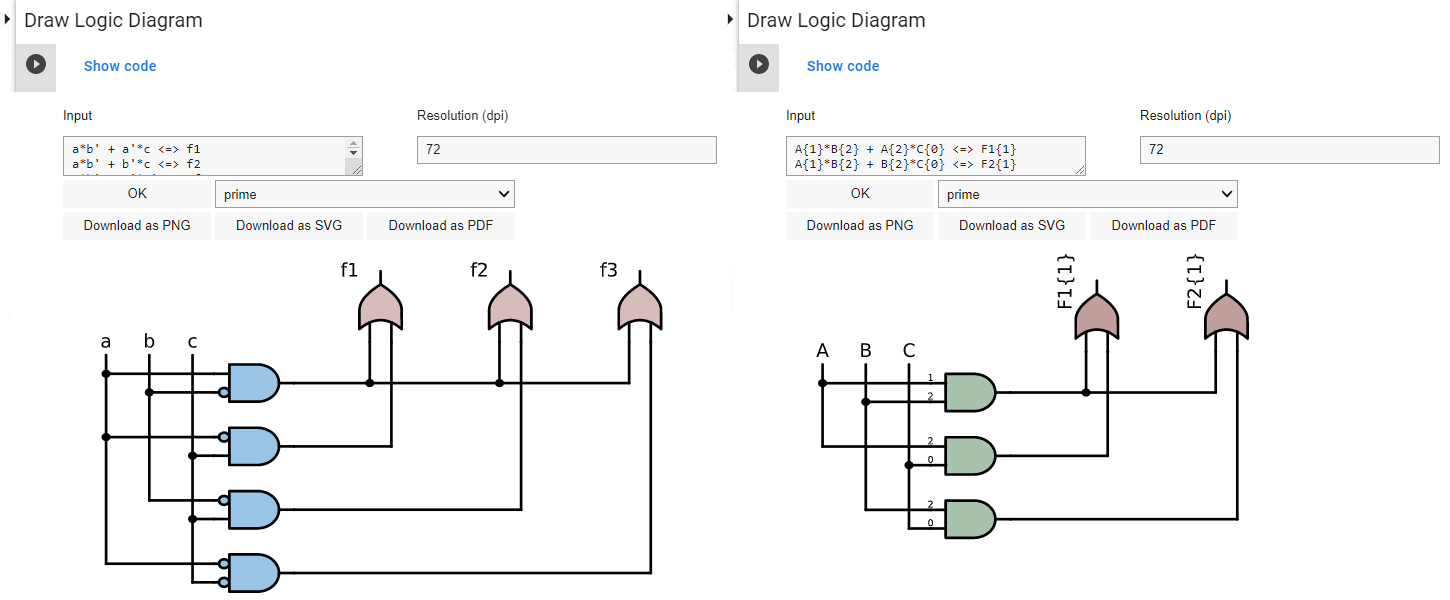 Draw Logic Diagram
Show code
Input
Resolution (dpi)
a*b' + a'*c <=> f1
a*b' + b'*c <=> f2
72
OK
prime
Download as PNG
Download as SVG
Download as PDF
f1
f2
f3
a
b
c
Draw Logic Diagram
Show code
Input
Resolution (dpi)
A{1}*B{2} + A{2}*C{0} <=> F1{1}
A{1}*B{2} + B{2}*C{0} <=> F2{1}
72
OK
prime
Download as PNG
Download as SVG
Download as PDF
F1{1}
F2{1}
A
B
C
1
2
2
0
2
0